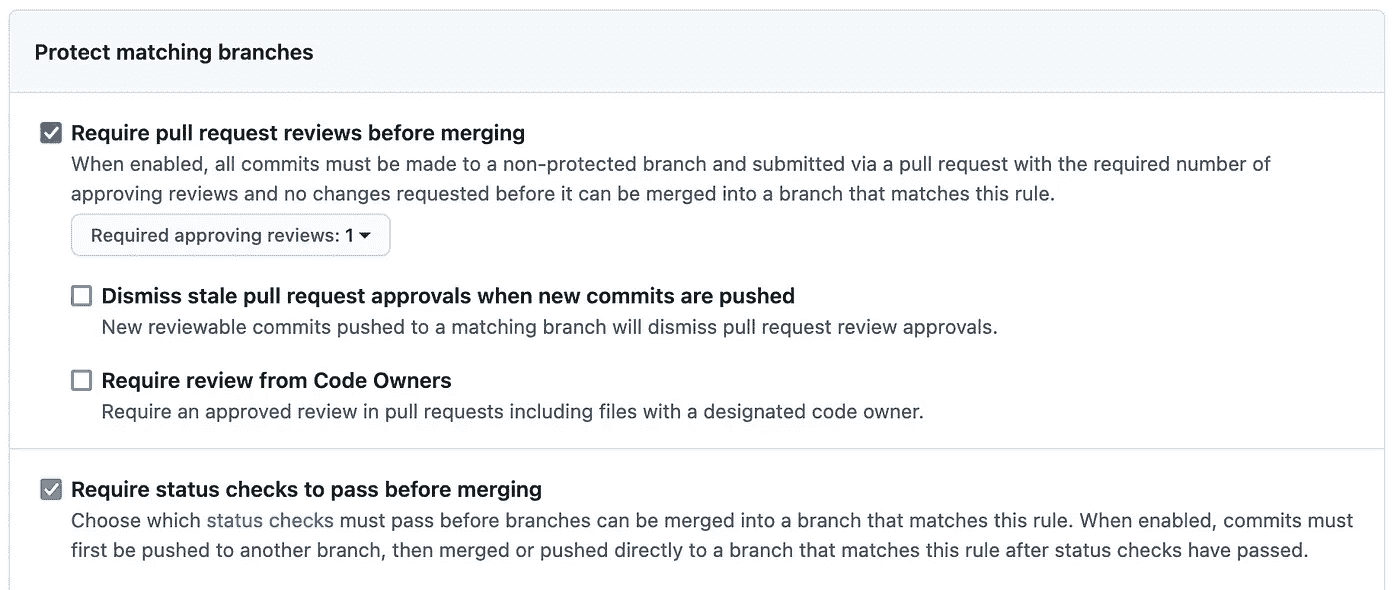 Protect matching branches
Require pull request reviews before merging
When enabled, all commits must be made to a non-protected branch and submitted via a pull request with the required number of
approving reviews and no changes requested before it can be merged into a branch that matches this rule.
Required approving reviews: 1
Dismiss stale pull request approvals when new commits are pushed
New reviewable commits pushed to a matching branch will dismiss pull request review approvals.
Require review from Code Owners
Require an approved review in pull requests including files with a designated code owner.
Require status checks to pass before merging
Choose which status checks must pass before branches can be merged into a branch that matches this rule. When enabled, commits must
first be pushed to another branch, then merged or pushed directly to a branch that matches this rule after status checks have passed.